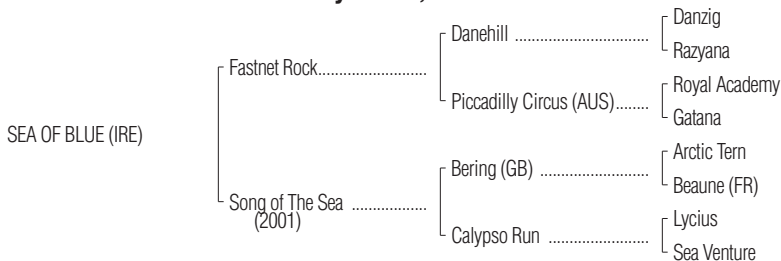 Danzig
Danehill ....................................
Razyana
Fastnet Rock..........................
Royal Academy
Piccadilly Circus (AUS)........
Gatana
SEA OF BLUE (IRE)
Arctic Tern
Bering (GB) ..........................
Beaune (FR)
Song of The Sea ..................
(2001)
Lycius
Calypso Run ........................
Sea Venture